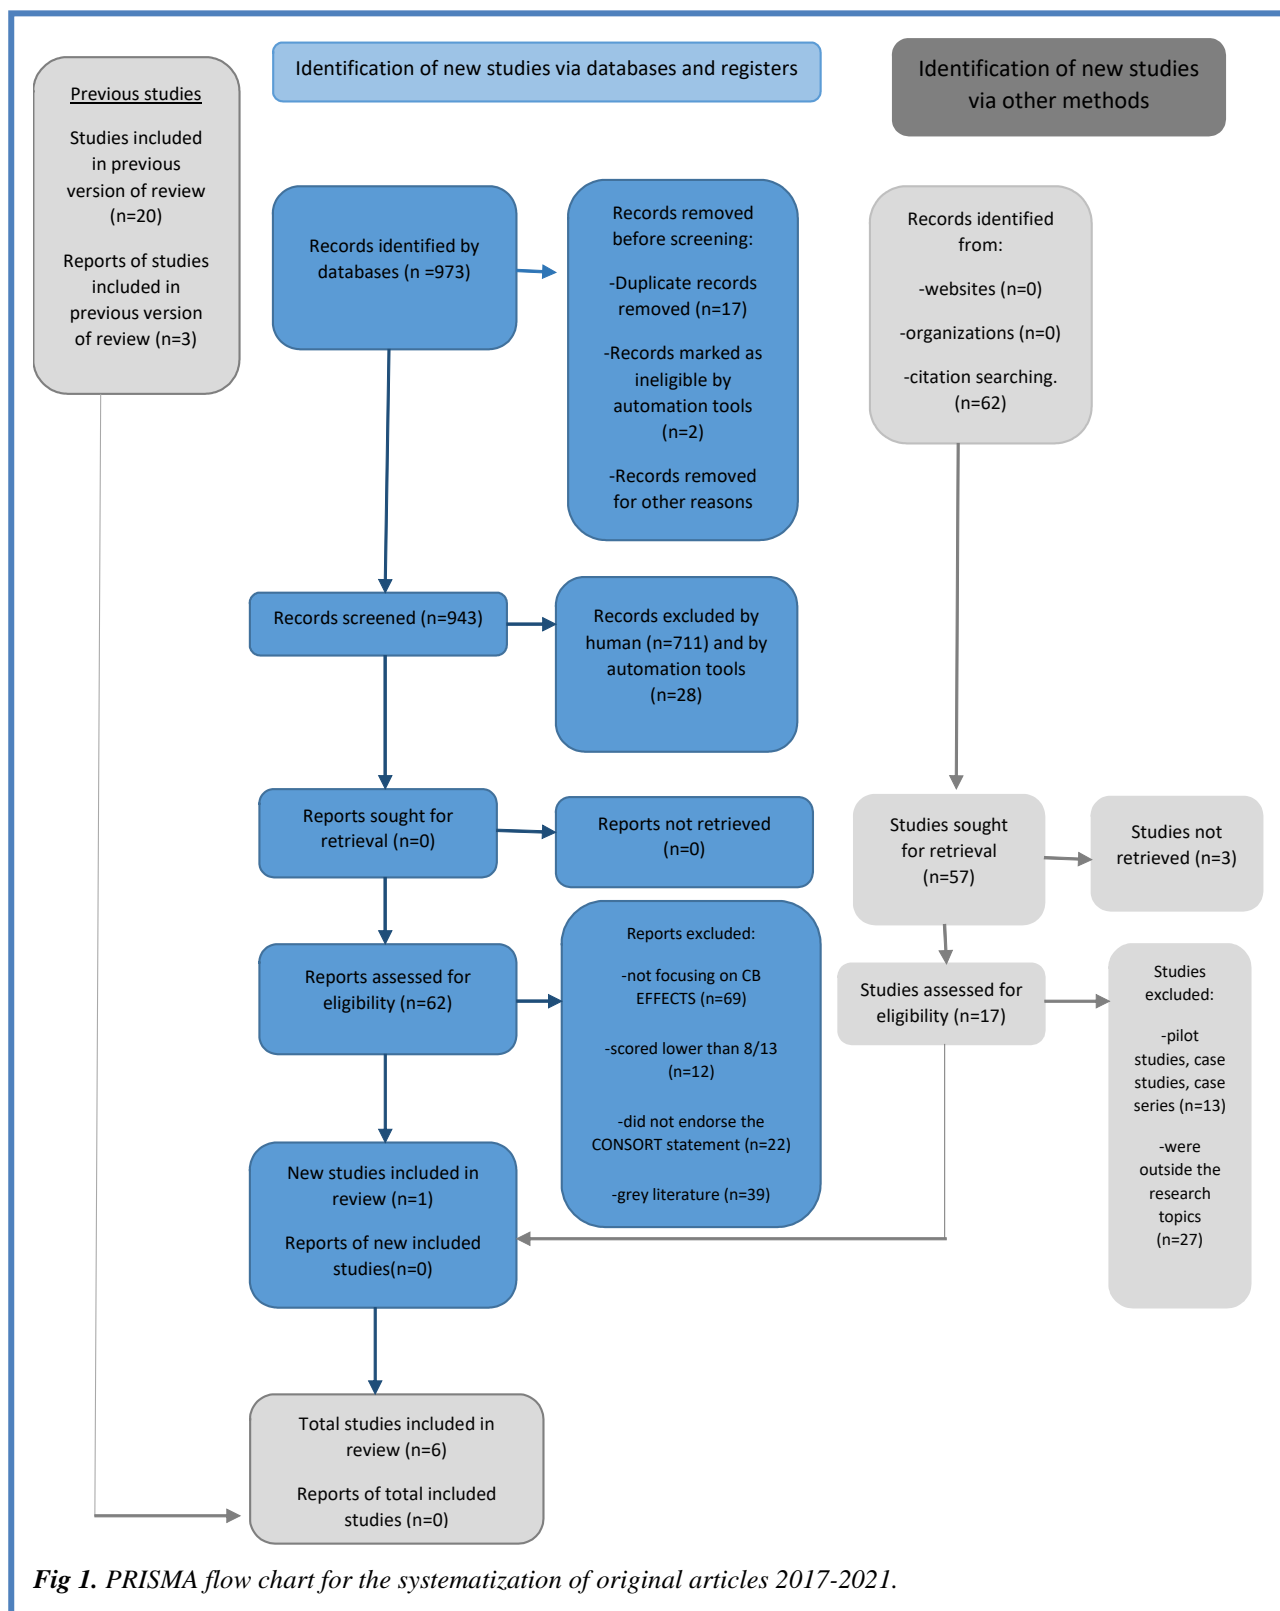 Previous studies
Studies included
in previous
version of review
(n=20)
Reports of studies
included in
previous version
of review (n=3)
Identification of new studies via databases and registers
Identification of new studies
via other methods
Records identified by
databases (n =973)
Records removed
before screening:
-Duplicate records
removed (n=17)
-Records marked as
ineligible by
automation tools
(n=2)
-Records removed
for other reasons
Records identified
from:
-websites (n=0)
-organizations (n=0)
-citation searching.
(n=62)
Records screened (n=943)
Records excluded by
human (n=711) and by
automation tools
(n=28)
Reports sought for
retrieval (n=0)
Reports not retrieved
(n=0)
Studies sought
for retrieval
(n=57)
Studies not
retrieved (n=3)
Reports assessed for
eligibility (n=62)
Reports excluded:
-not focusing on CB
EFFECTS (n=69)
-scored lower than 8/13
(n=12)
-did not endorse the
CONSORT statement (n=22)
-grey literature (n=39)
Studies assessed for
eligibility (n=17)
Studies
excluded:
-pilot
studies, case
studies, case
series (n=13)
-were
outside the
research
topics
(n=27)
New studies included in
review (n=1)
Reports of new included
studies(n=0)
Total studies included in
review (n=6)
Reports of total included
studies (n=0)
Fig 1. PRISMA flow chart for the systematization of original articles 2017-2021.